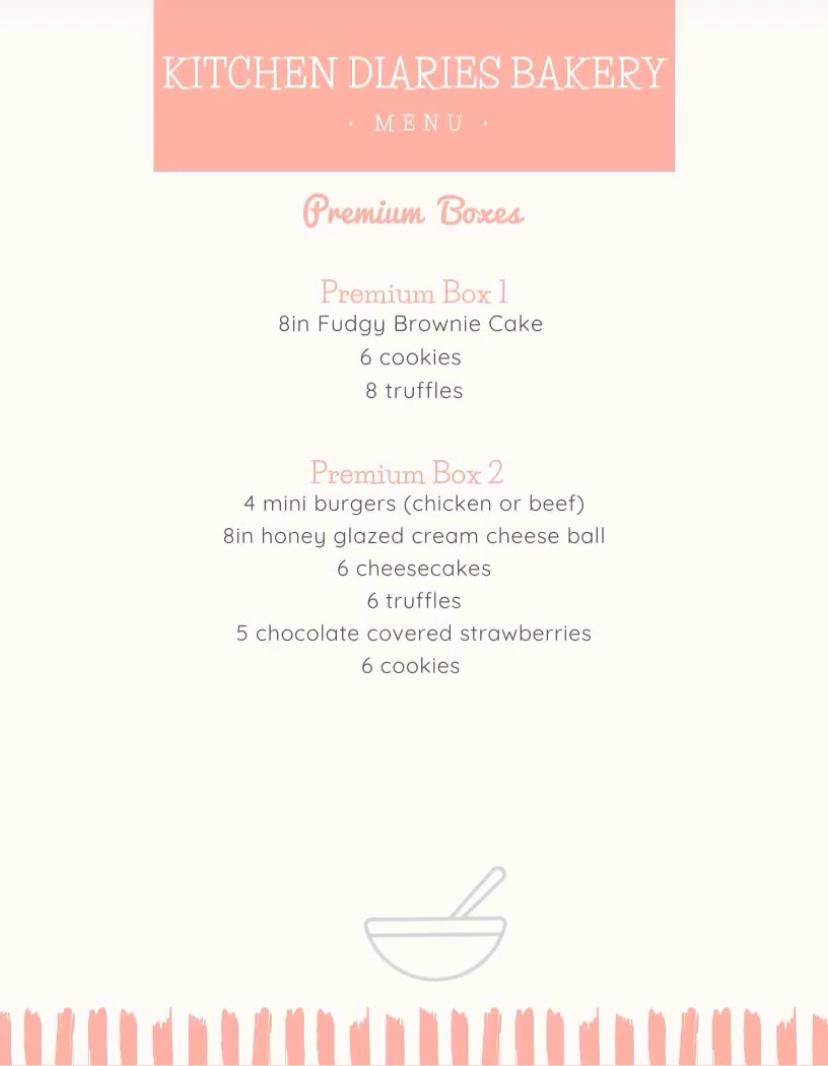 KITCHEN DIARIES BAKERY
· MENU ·
Premium Boxes
Premium Box 1
8in Fudgy Brownie Cake
6 cookies
8 truffles
Premium Box 2
4 mini burgers (chicken or beef)
8in honey glazed cream cheese ball
6 cheesecakes
6 truffles
5 chocolate covered strawberries
6 cookies